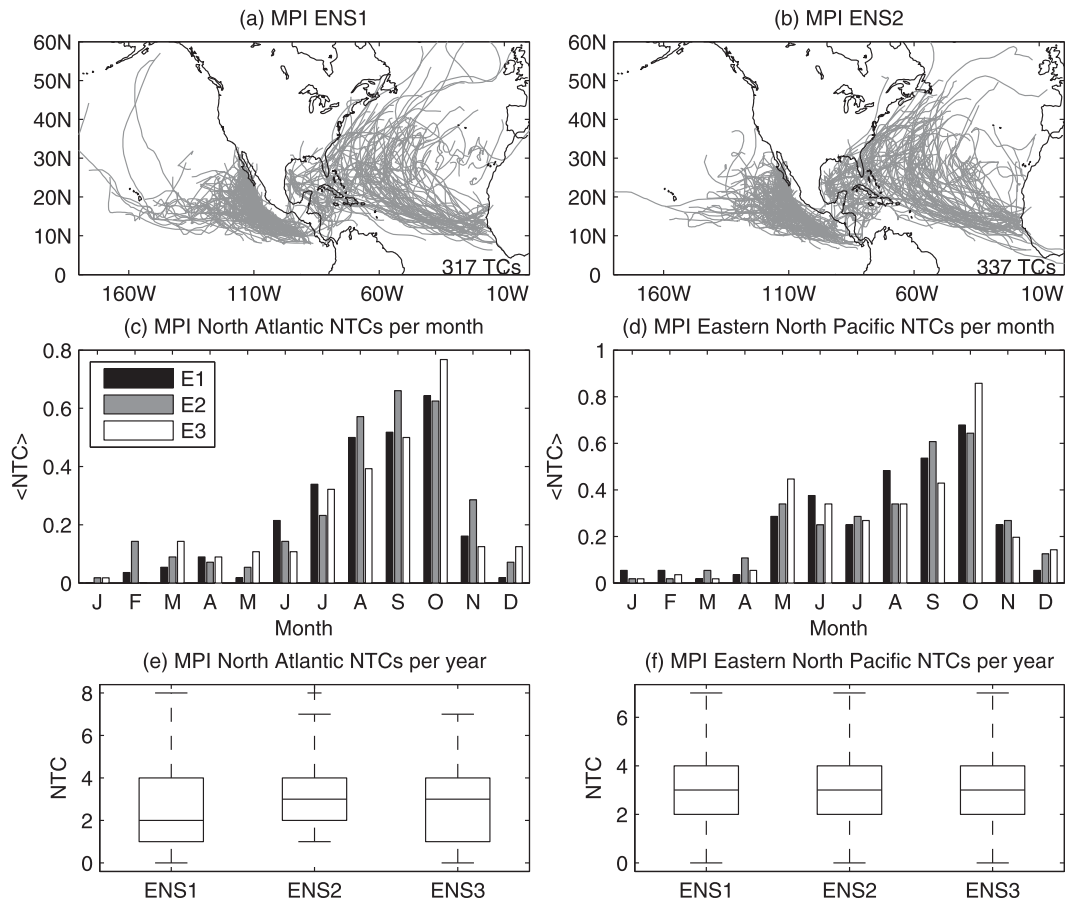 (a) MPI ENS1
(b) MPI ENS2
60N
50N
40N
30N
20N
10N
0
317 TCs
160W 110W 60W 10W
60N
50N
40N
30N
20N
10N
0
337 TCs
160W 110W 60W 10W
(c) MPI North Atlantic NTCs per month
0.8
0.6
0.4
0.2
0
<NTC>
E1
E2
E3
J F M A M J J A S O N D
Month
(d) MPI Eastern North Pacific NTCs per month
1
0.8
0.6
0.4
0.2
0
<NTC>
J F M A M J J A S O N D
Month
(e) MPI North Atlantic NTCs per year
8
6
4
2
0
NTC
ENS1 ENS2 ENS3
(f) MPI Eastern North Pacific NTCs per year
6
4
2
0
NTC
ENS1 ENS2 ENS3